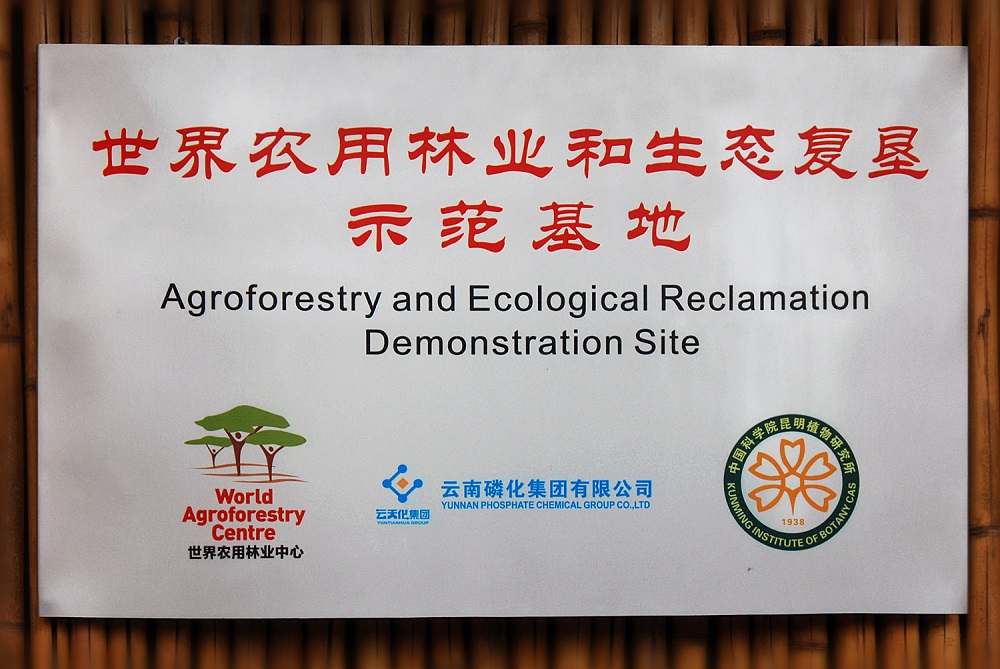 世界农用林业和生态复垦
示范基地
Agroforestry and Ecological Reclamation
Demonstration Site
World
Agroforestry
Centre
世界农用林业中心
云天化集团
YUNTIANHUA GROUP
云南磷化集团有限公司
YUNNAN PHOSPHATE CHEMICAL GROUP CO.,LTD
中国科学院昆明植物研究所
1938
KUNMING INSTITUTE OF BOTANY CAS